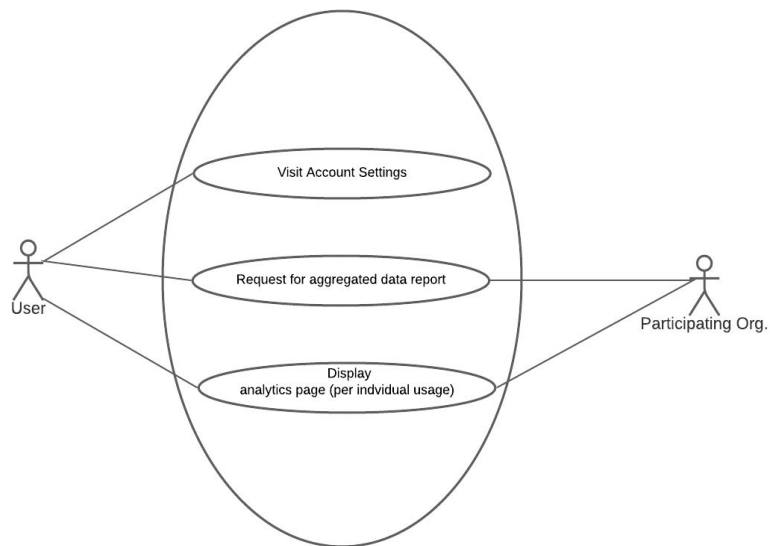 Visit Account Settings
Request for aggregated data report
User
Participating Org.
Display
analytics page (per indvidual usage)